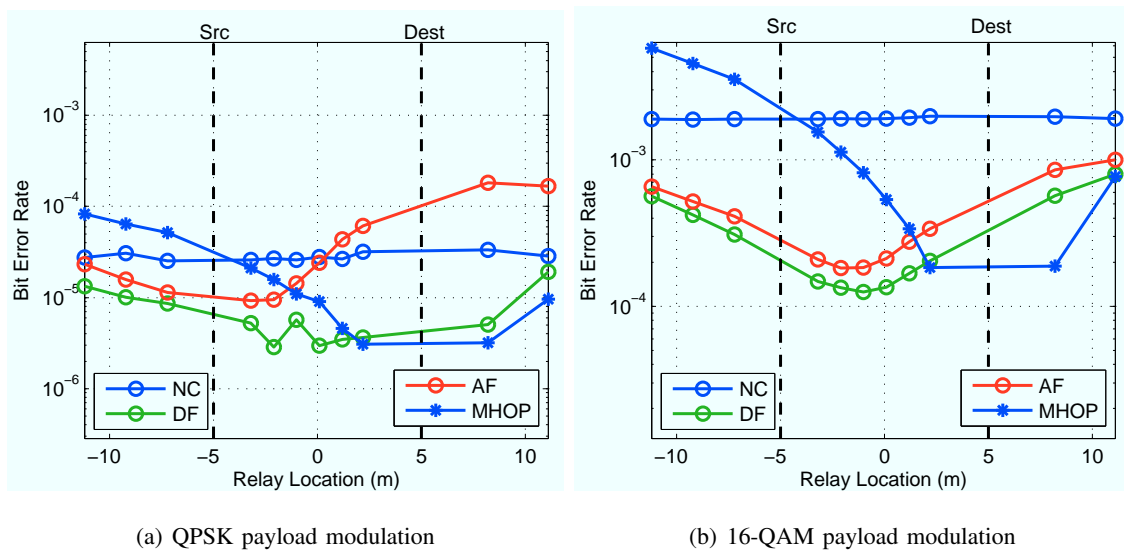 Src Dest
Bit Error Rate
10^-3
10^-4
10^-5
10^-6
NC
DF
AF
MHOP
−10 −5 0 5 10
Relay Location (m)
(a) QPSK payload modulation
Src Dest
Bit Error Rate
10^-3
10^-4
NC
DF
AF
MHOP
−10 −5 0 5 10
Relay Location (m)
(b) 16-QAM payload modulation